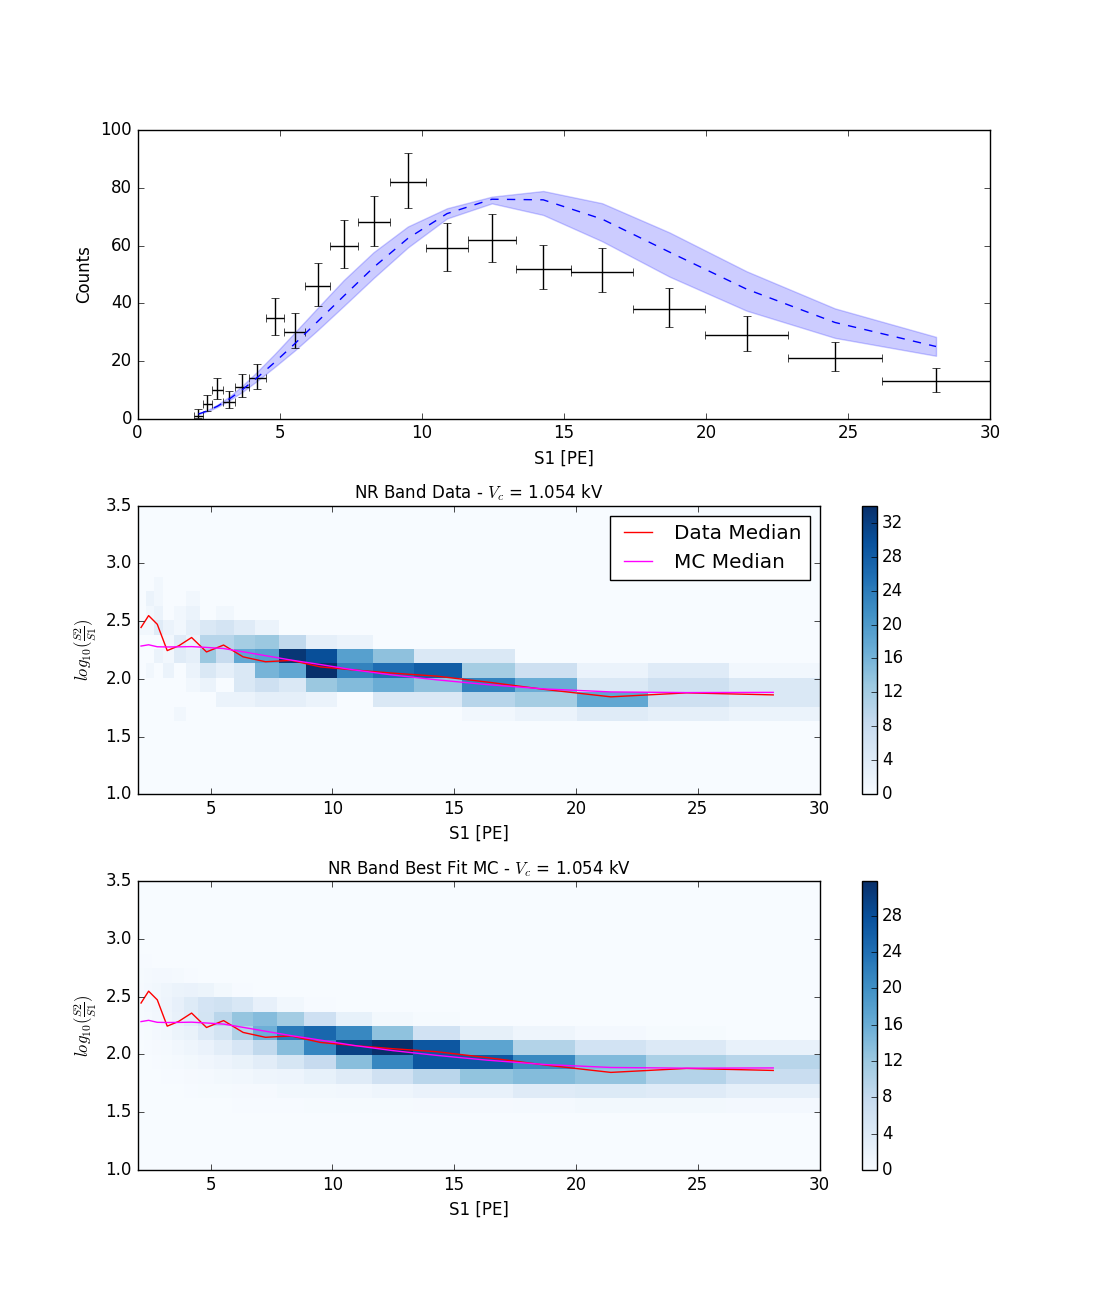 100
80
60
40
20
0
Counts
0 5 10 15 20 25 30
S1 [PE]
NR Band Data - V_c = 1.054 kV
3.5
3.0
2.5
2.0
1.5
1.0
log_10(S2/S1)
Data Median
MC Median
32
28
24
20
16
12
8
4
0
5 10 15 20 25 30
S1 [PE]
NR Band Best Fit MC - V_c = 1.054 kV
3.5
3.0
2.5
2.0
1.5
1.0
log_10(S2/S1)
28
24
20
16
12
8
4
0
5 10 15 20 25 30
S1 [PE]